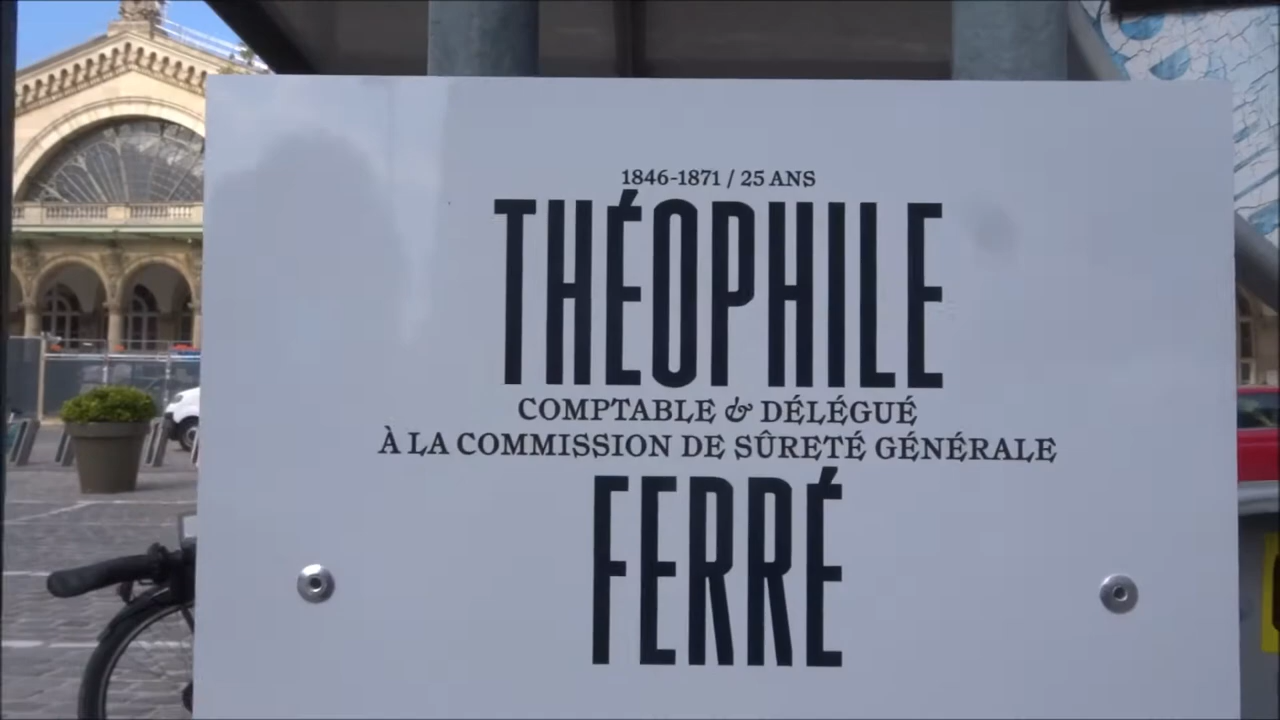 1846-1871 / 25 ANS
THÉOPHILE
COMPTABLE & DÉLÉGUÉ
À LA COMMISSION DE SÛRETÉ GÉNÉRALE
FERRÉ